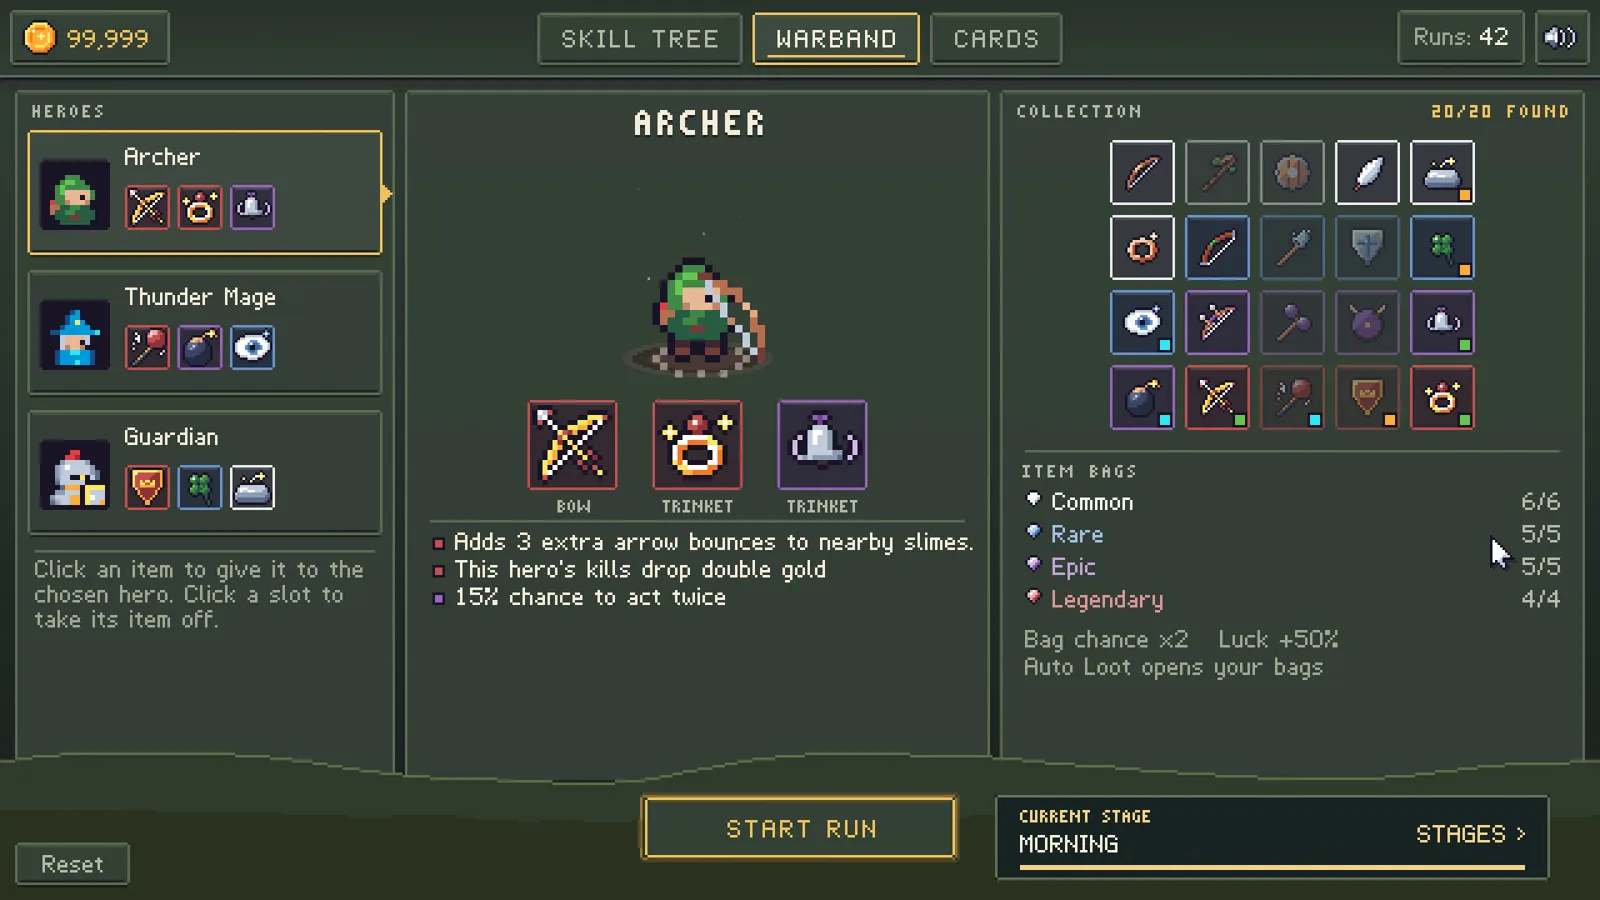 99,999
SKILL TREE
WARBAND
CARDS
Runs: 42
HEROES
Archer
Thunder Mage
Guardian
Click an item to give it to the
chosen hero. Click a slot to
take its item off.
ARCHER
BOW
TRINKET
TRINKET
Adds 3 extra arrow bounces to nearby slimes.
This hero's kills drop double gold
15% chance to act twice
COLLECTION
20/20 FOUND
ITEM BAGS
Common 6/6
Rare 5/5
Epic 5/5
Legendary 4/4
Bag chance x2 Luck +50%
Auto Loot opens your bags
START RUN
CURRENT STAGE
MORNING
STAGES >
Reset